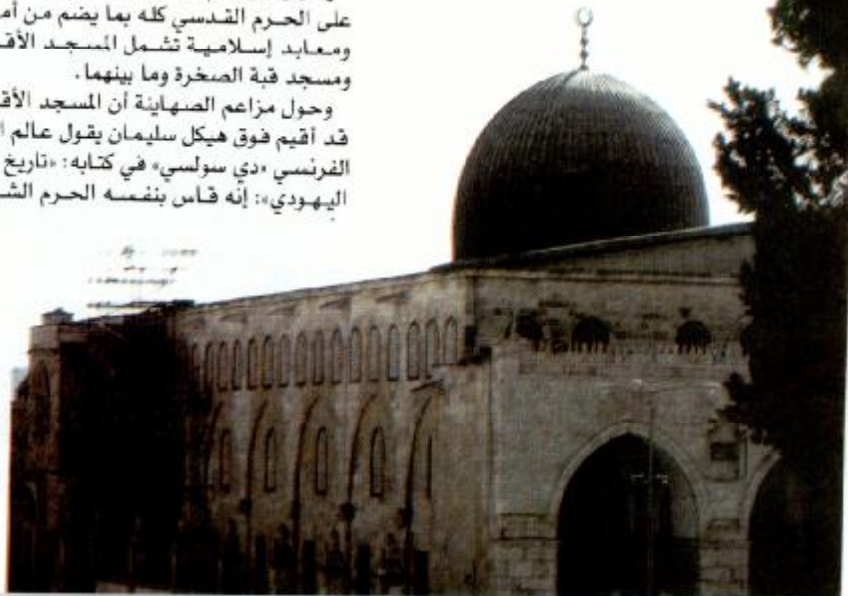 على الحرم القدسي كله بما يضم من
ومعابد إسلامية تشمل المسجد
ومسجد قبة الصخرة وما بينهما.
وحول مزاعم الصهاينة أن المسجد
قد أقيم فوق هيكل سليمان يقول عالم
الفرنسي «دي سولسي» في كتابه: «تاريخ
اليهودي»: إنه قاس بنفسه الحرم